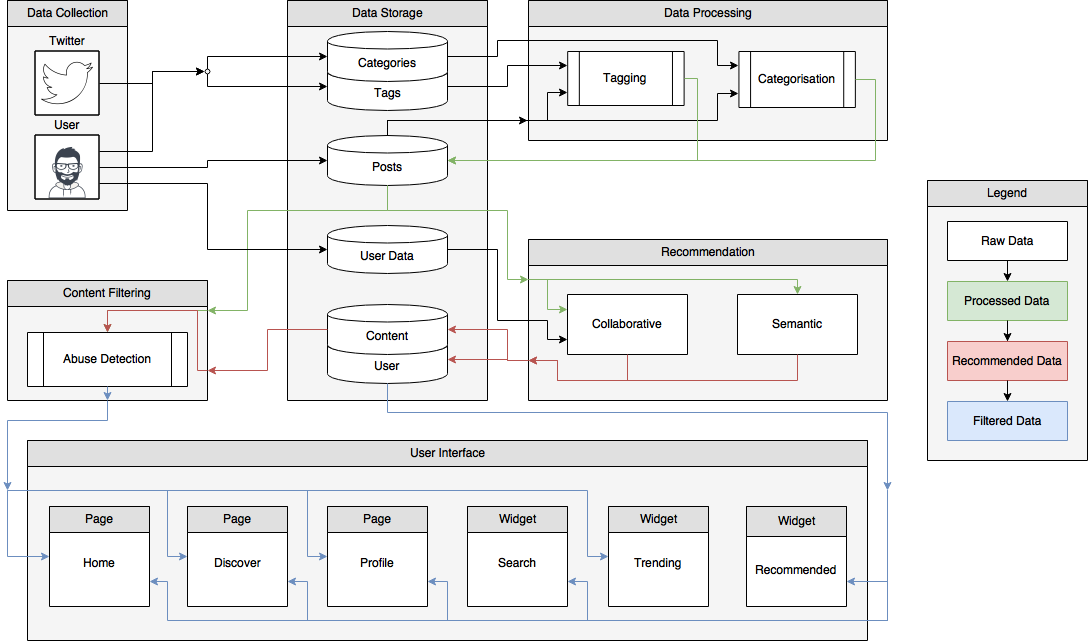 Data Collection
Twitter
User
Data Storage
Categories
Tags
Posts
User Data
Content
User
Data Processing
Tagging
Categorisation
Recommendation
Collaborative
Semantic
Content Filtering
Abuse Detection
Legend
Raw Data
Processed Data
Recommended Data
Filtered Data
User Interface
Page
Home
Page
Discover
Page
Profile
Widget
Search
Widget
Trending
Widget
Recommended